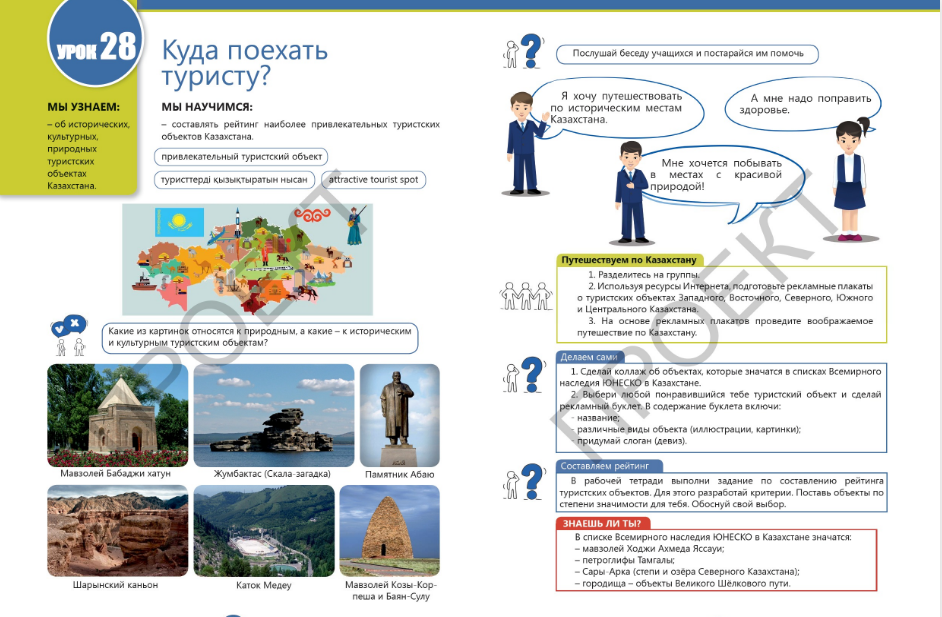 УРОК 28
Куда поехать
туристу?
МЫ УЗНАЕМ:
– об исторических,
культурных,
природных
туристских
объектах
Казахстана.
МЫ НАУЧИМСЯ:
– составлять рейтинг наиболее привлекательных туристских
объектов Казахстана.
привлекательный туристский объект
туристтерді қызықтыратын нысан
attractive tourist spot
Какие из картинок относятся к природным, а какие – к историческим
и культурным туристским объектам?
Мавзолей Бабаджи хатун
Жумбактас (Скала-загадка)
Памятник Абаю
Шарынский каньон
Каток Медеу
Мавзолей Козы-Кор-
пеша и Баян-Сулу
ПРОЕКТ
Послушай беседу учащихся и постарайся им помочь
Я хочу путешествовать
по историческим местам
Казахстана.
А мне надо поправить
здоровье.
Мне хочется побывать
в местах с красивой
природой!
Путешествуем по Казахстану
1. Разделитесь на группы.
2. Используя ресурсы Интернета, подготовьте рекламные плакаты
о туристских объектах Западного, Восточного, Северного, Южного
и Центрального Казахстана.
3. На основе рекламных плакатов проведите воображаемое
путешествие по Казахстану.
Делаем сами
1. Сделай коллаж об объектах, которые значатся в списках Всемирного
наследия ЮНЕСКО в Казахстане.
2. Выбери любой понравившийся тебе туристский объект и сделай
рекламный буклет. В содержание буклета включи:
- название;
- различные виды объекта (иллюстрации, картинки);
- придумай слоган (девиз).
Составляем рейтинг
В рабочей тетради выполни задание по составлению рейтинга
туристских объектов. Для этого разработай критерии. Поставь объекты по
степени значимости для тебя. Обоснуй свой выбор.
ЗНАЕШЬ ЛИ ТЫ?
В списке Всемирного наследия ЮНЕСКО в Казахстане значатся:
– мавзолей Ходжи Ахмеда Яссауи;
– петроглифы Тамгалы;
– Сары-Арка (степи и озёра Северного Казахстана);
– городища – объекты Великого Шёлкового пути.
ПРОЕКТ